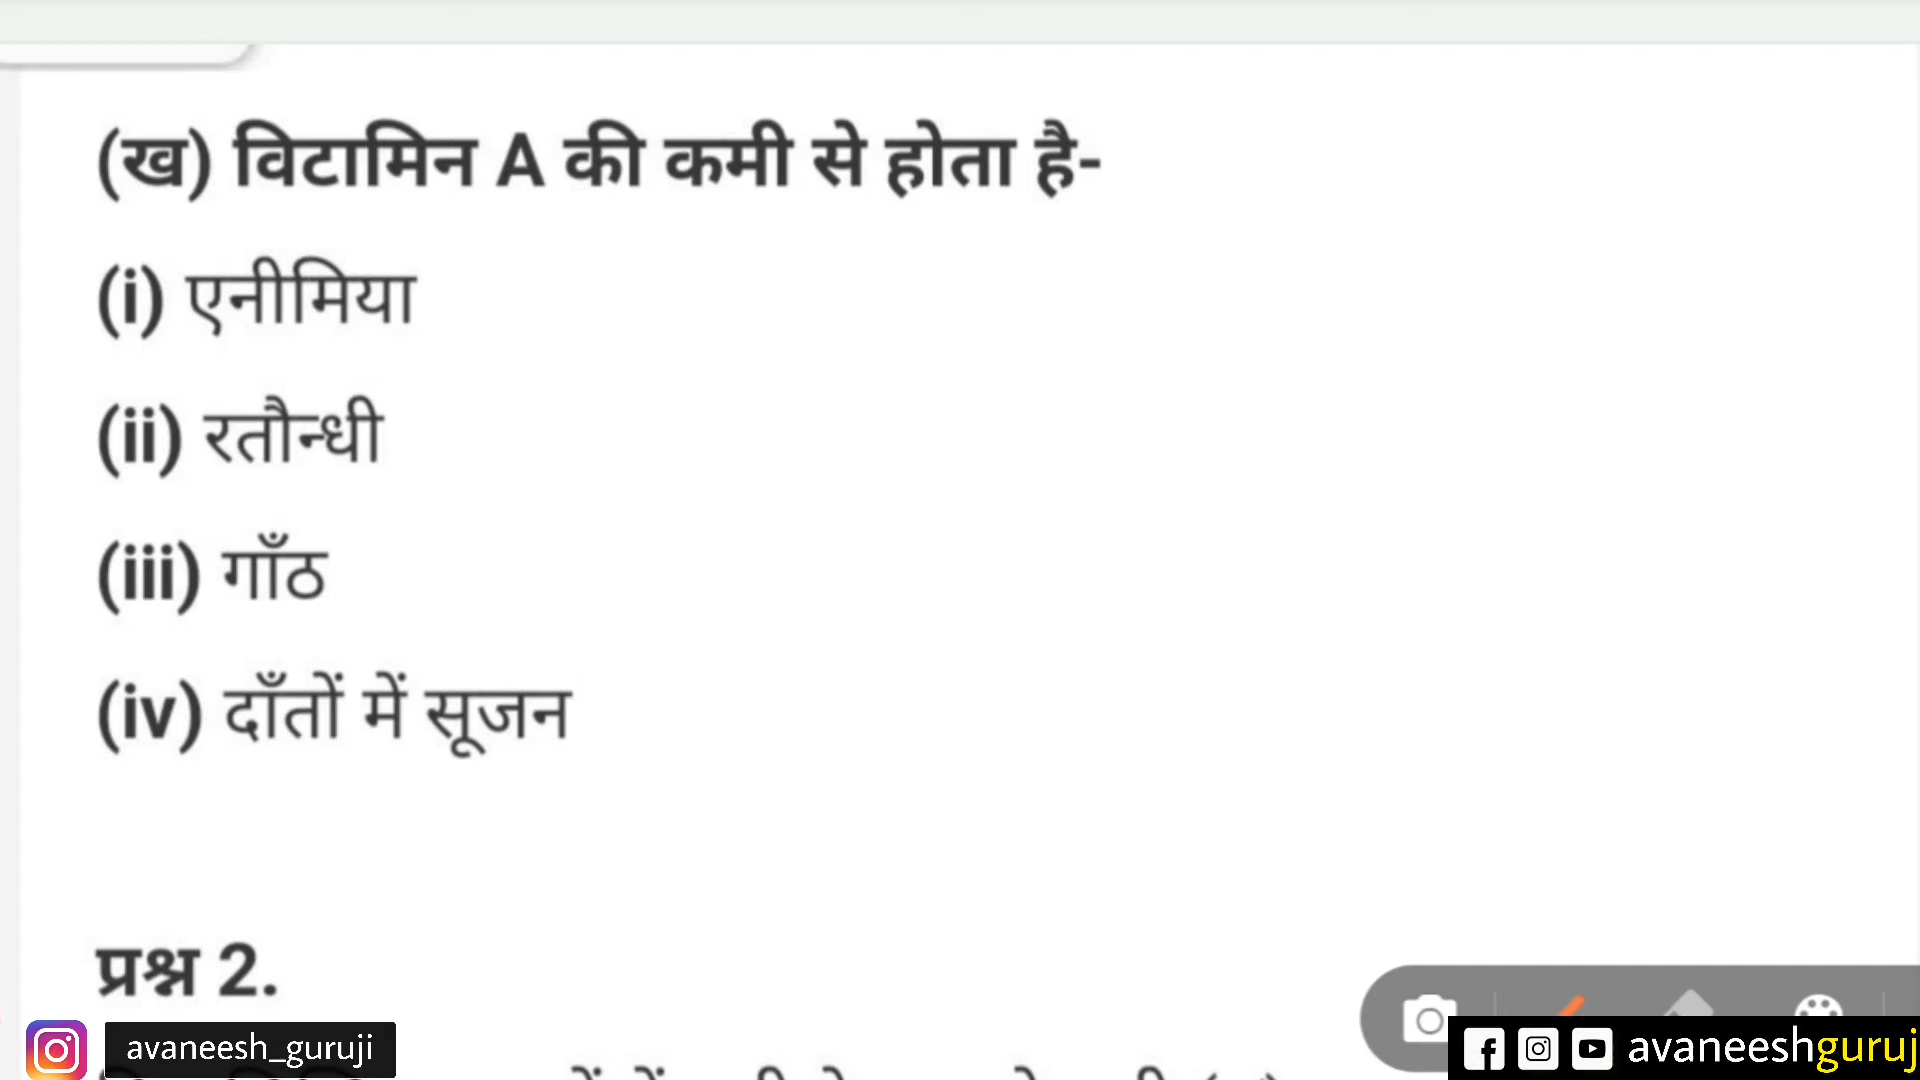 (ख) विटामिन A की कमी से होता है-
(i) एनीमिया
(ii) रतौन्धी
(iii) गाँठ
(iv) दाँतों में सूजन
प्रश्न 2.
avaneesh_guruji
avaneeshguruj